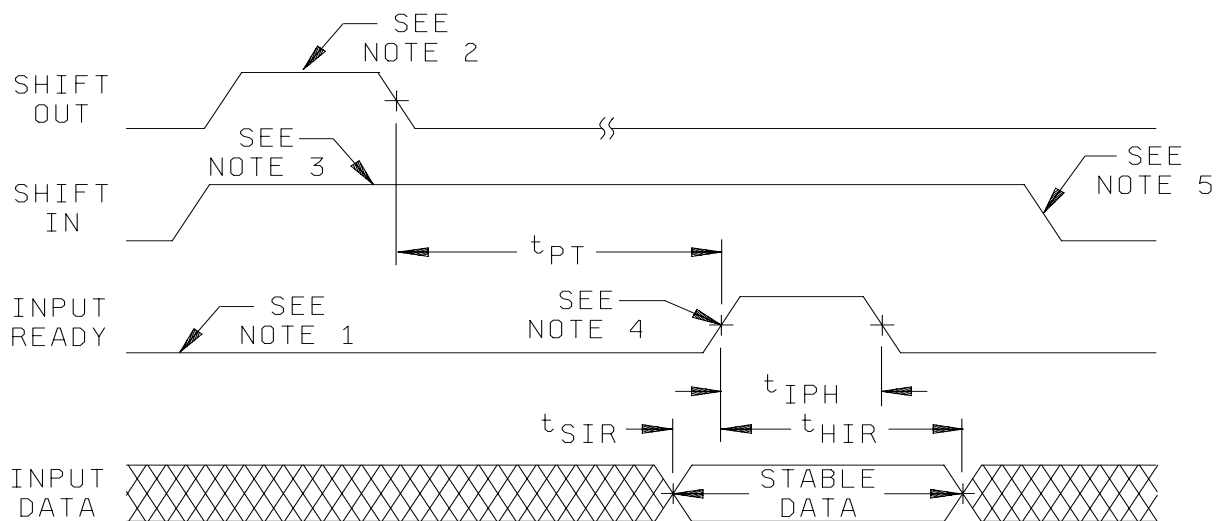 SEE
NOTE 2
SHIFT
OUT
SEE
NOTE 3
SHIFT
IN
SEE
NOTE 5
tPT
INPUT
READY
SEE
NOTE 1
SEE
NOTE 4
tIPH
tSIR
tHIR
INPUT
DATA
STABLE
DATA